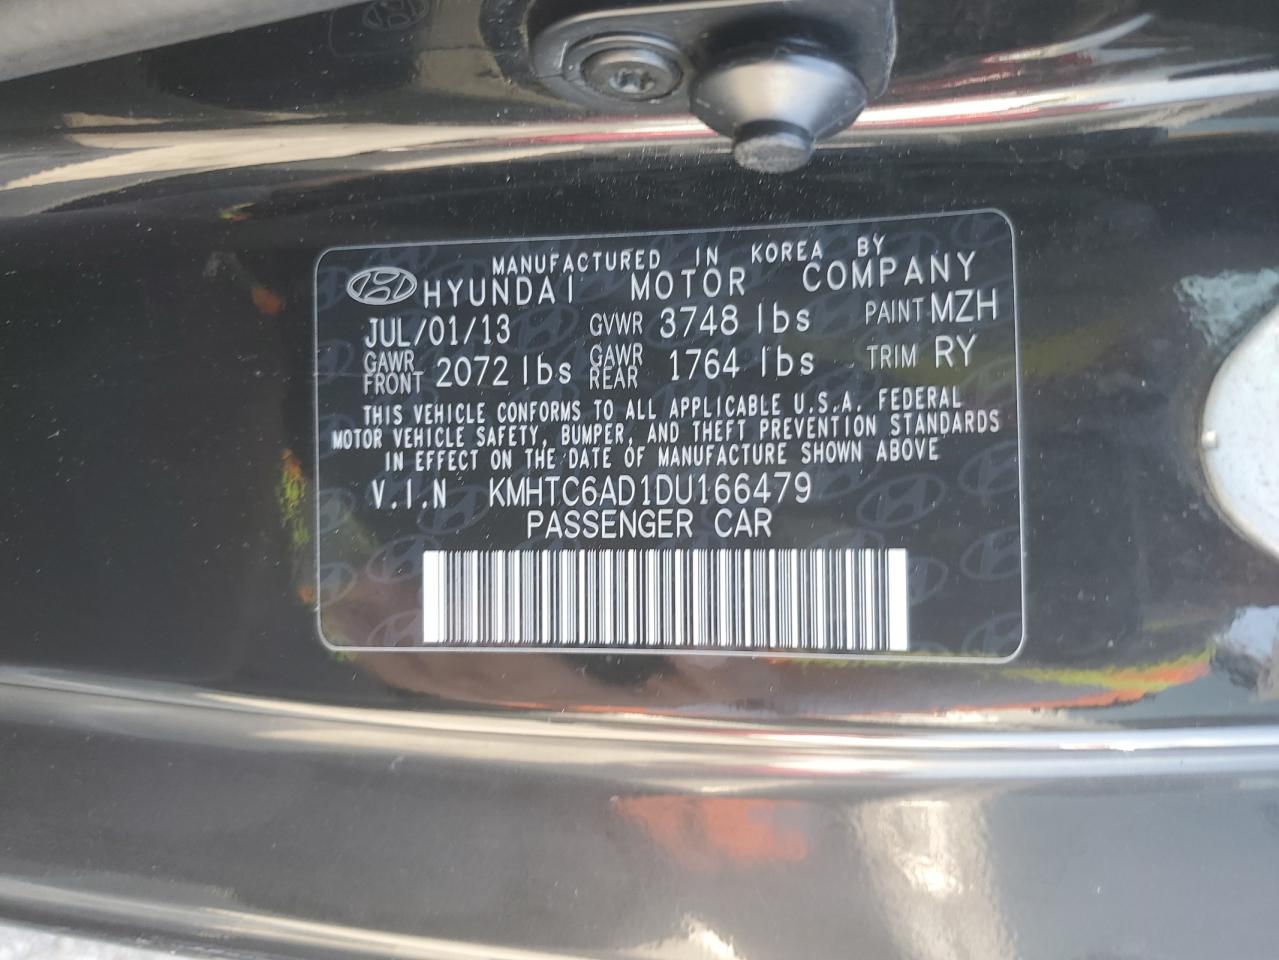 MANUFACTURED IN KOREA BY
HYUNDAI MOTOR COMPANY
JUL/01/13 GVWR 3748 lbs PAINT MZH
GAWR FRONT 2072 lbs GAWR REAR 1764 lbs TRIM RY
THIS VEHICLE CONFORMS TO ALL APPLICABLE U.S.A. FEDERAL
MOTOR VEHICLE SAFETY, BUMPER, AND THEFT PREVENTION STANDARDS
IN EFFECT ON THE DATE OF MANUFACTURE SHOWN ABOVE
V.I.N KMHTC6AD1DU166479
PASSENGER CAR